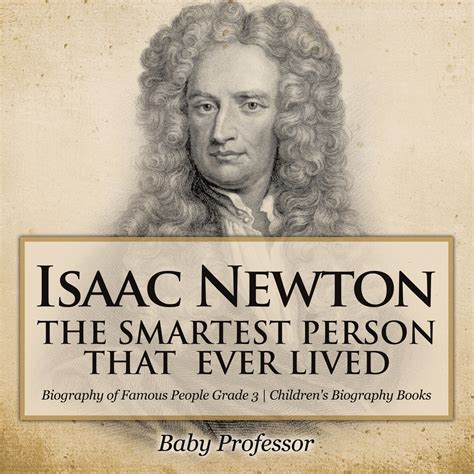 ISAAC NEWTON
THE SMARTEST PERSON
THAT EVER LIVED
Biography of Famous People Grade 3 | Children's Biography Books
Baby Professor